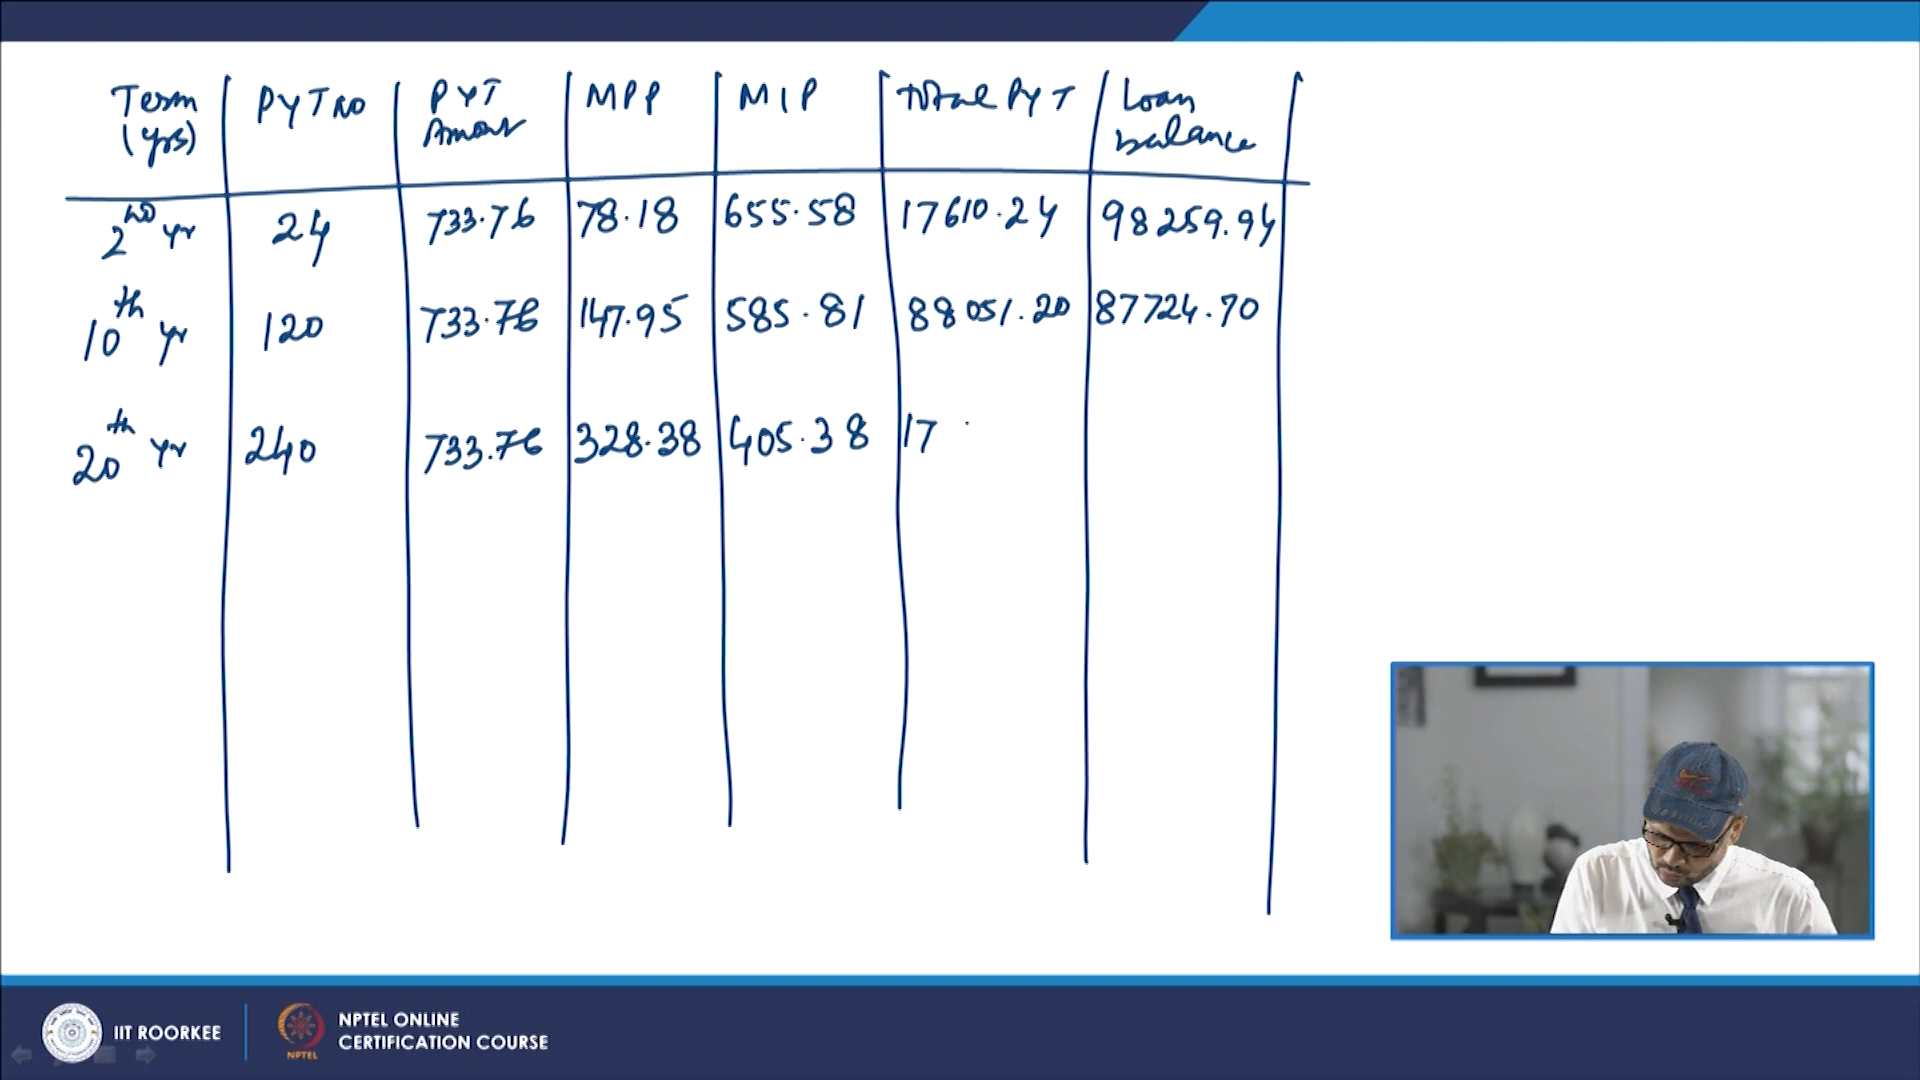 Term (yrs) PYT NO PYT Amount MPP MIP Total PYT Loan balance
2nd yr 24 733.76 78.18 655.58 17610.24 98259.94
10th yr 120 733.76 147.95 585.81 88051.20 87724.70
20th yr 240 733.76 328.38 405.38 17
IIT ROORKEE
NPTEL
NPTEL ONLINE
CERTIFICATION COURSE